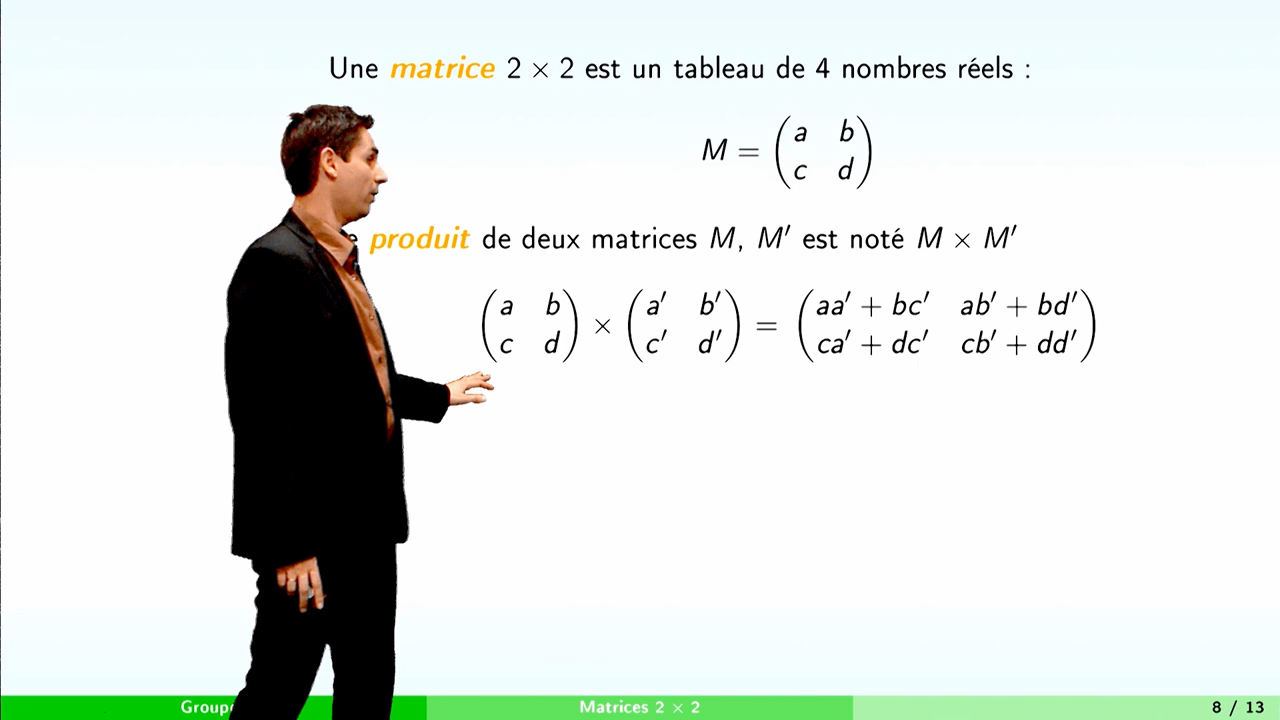 Une matrice 2 × 2 est un tableau de 4 nombres réels :
M = (a b
c d)
produit de deux matrices M, M′ est noté M × M′
(a b) × (a′ b′) = (aa′ + bc′ ab′ + bd′)
(c d) (c′ d′) (ca′ + dc′ cb′ + dd′)
Matrices 2 × 2
8 / 13